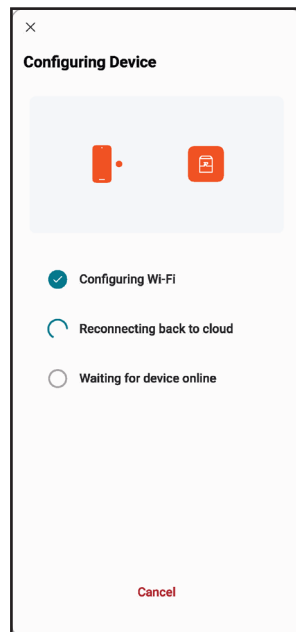 Configuring Device
Configuring Wi-Fi
Reconnecting back to cloud
Waiting for device online
Cancel